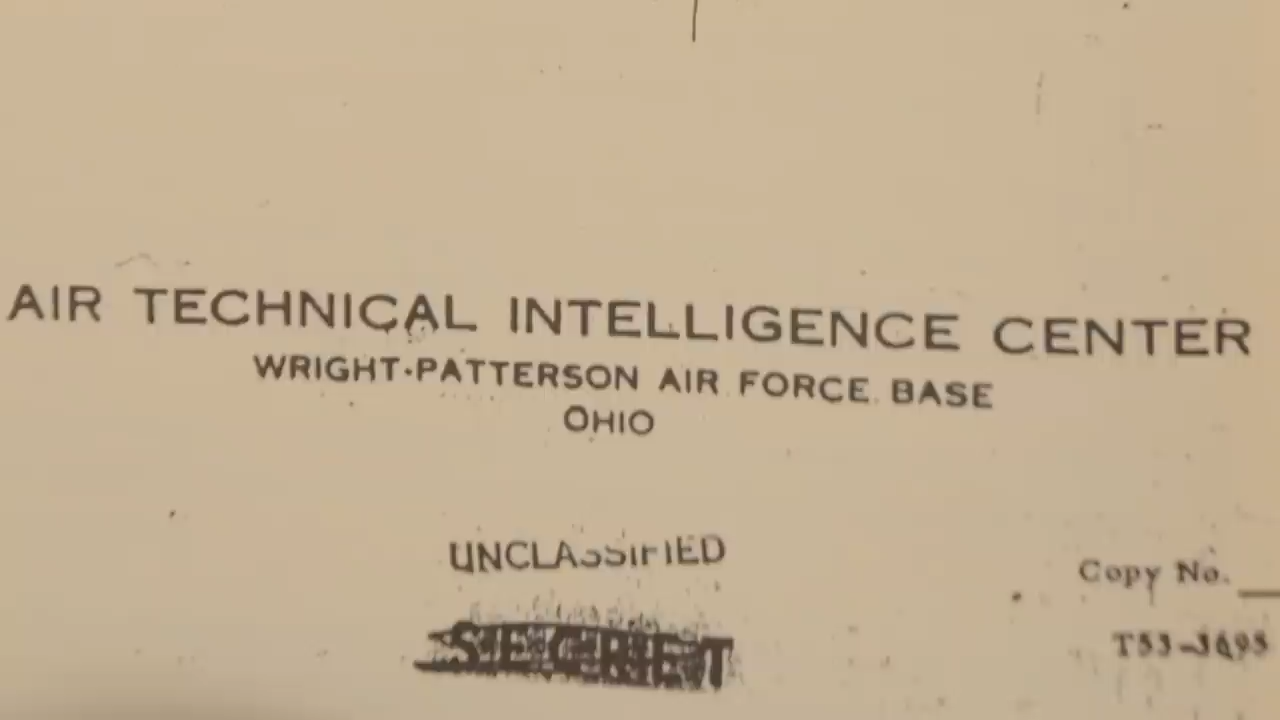 AIR TECHNICAL INTELLIGENCE CENTER
WRIGHT-PATTERSON AIR FORCE BASE
OHIO
UNCLASSIFIED
SECRET
Copy No.